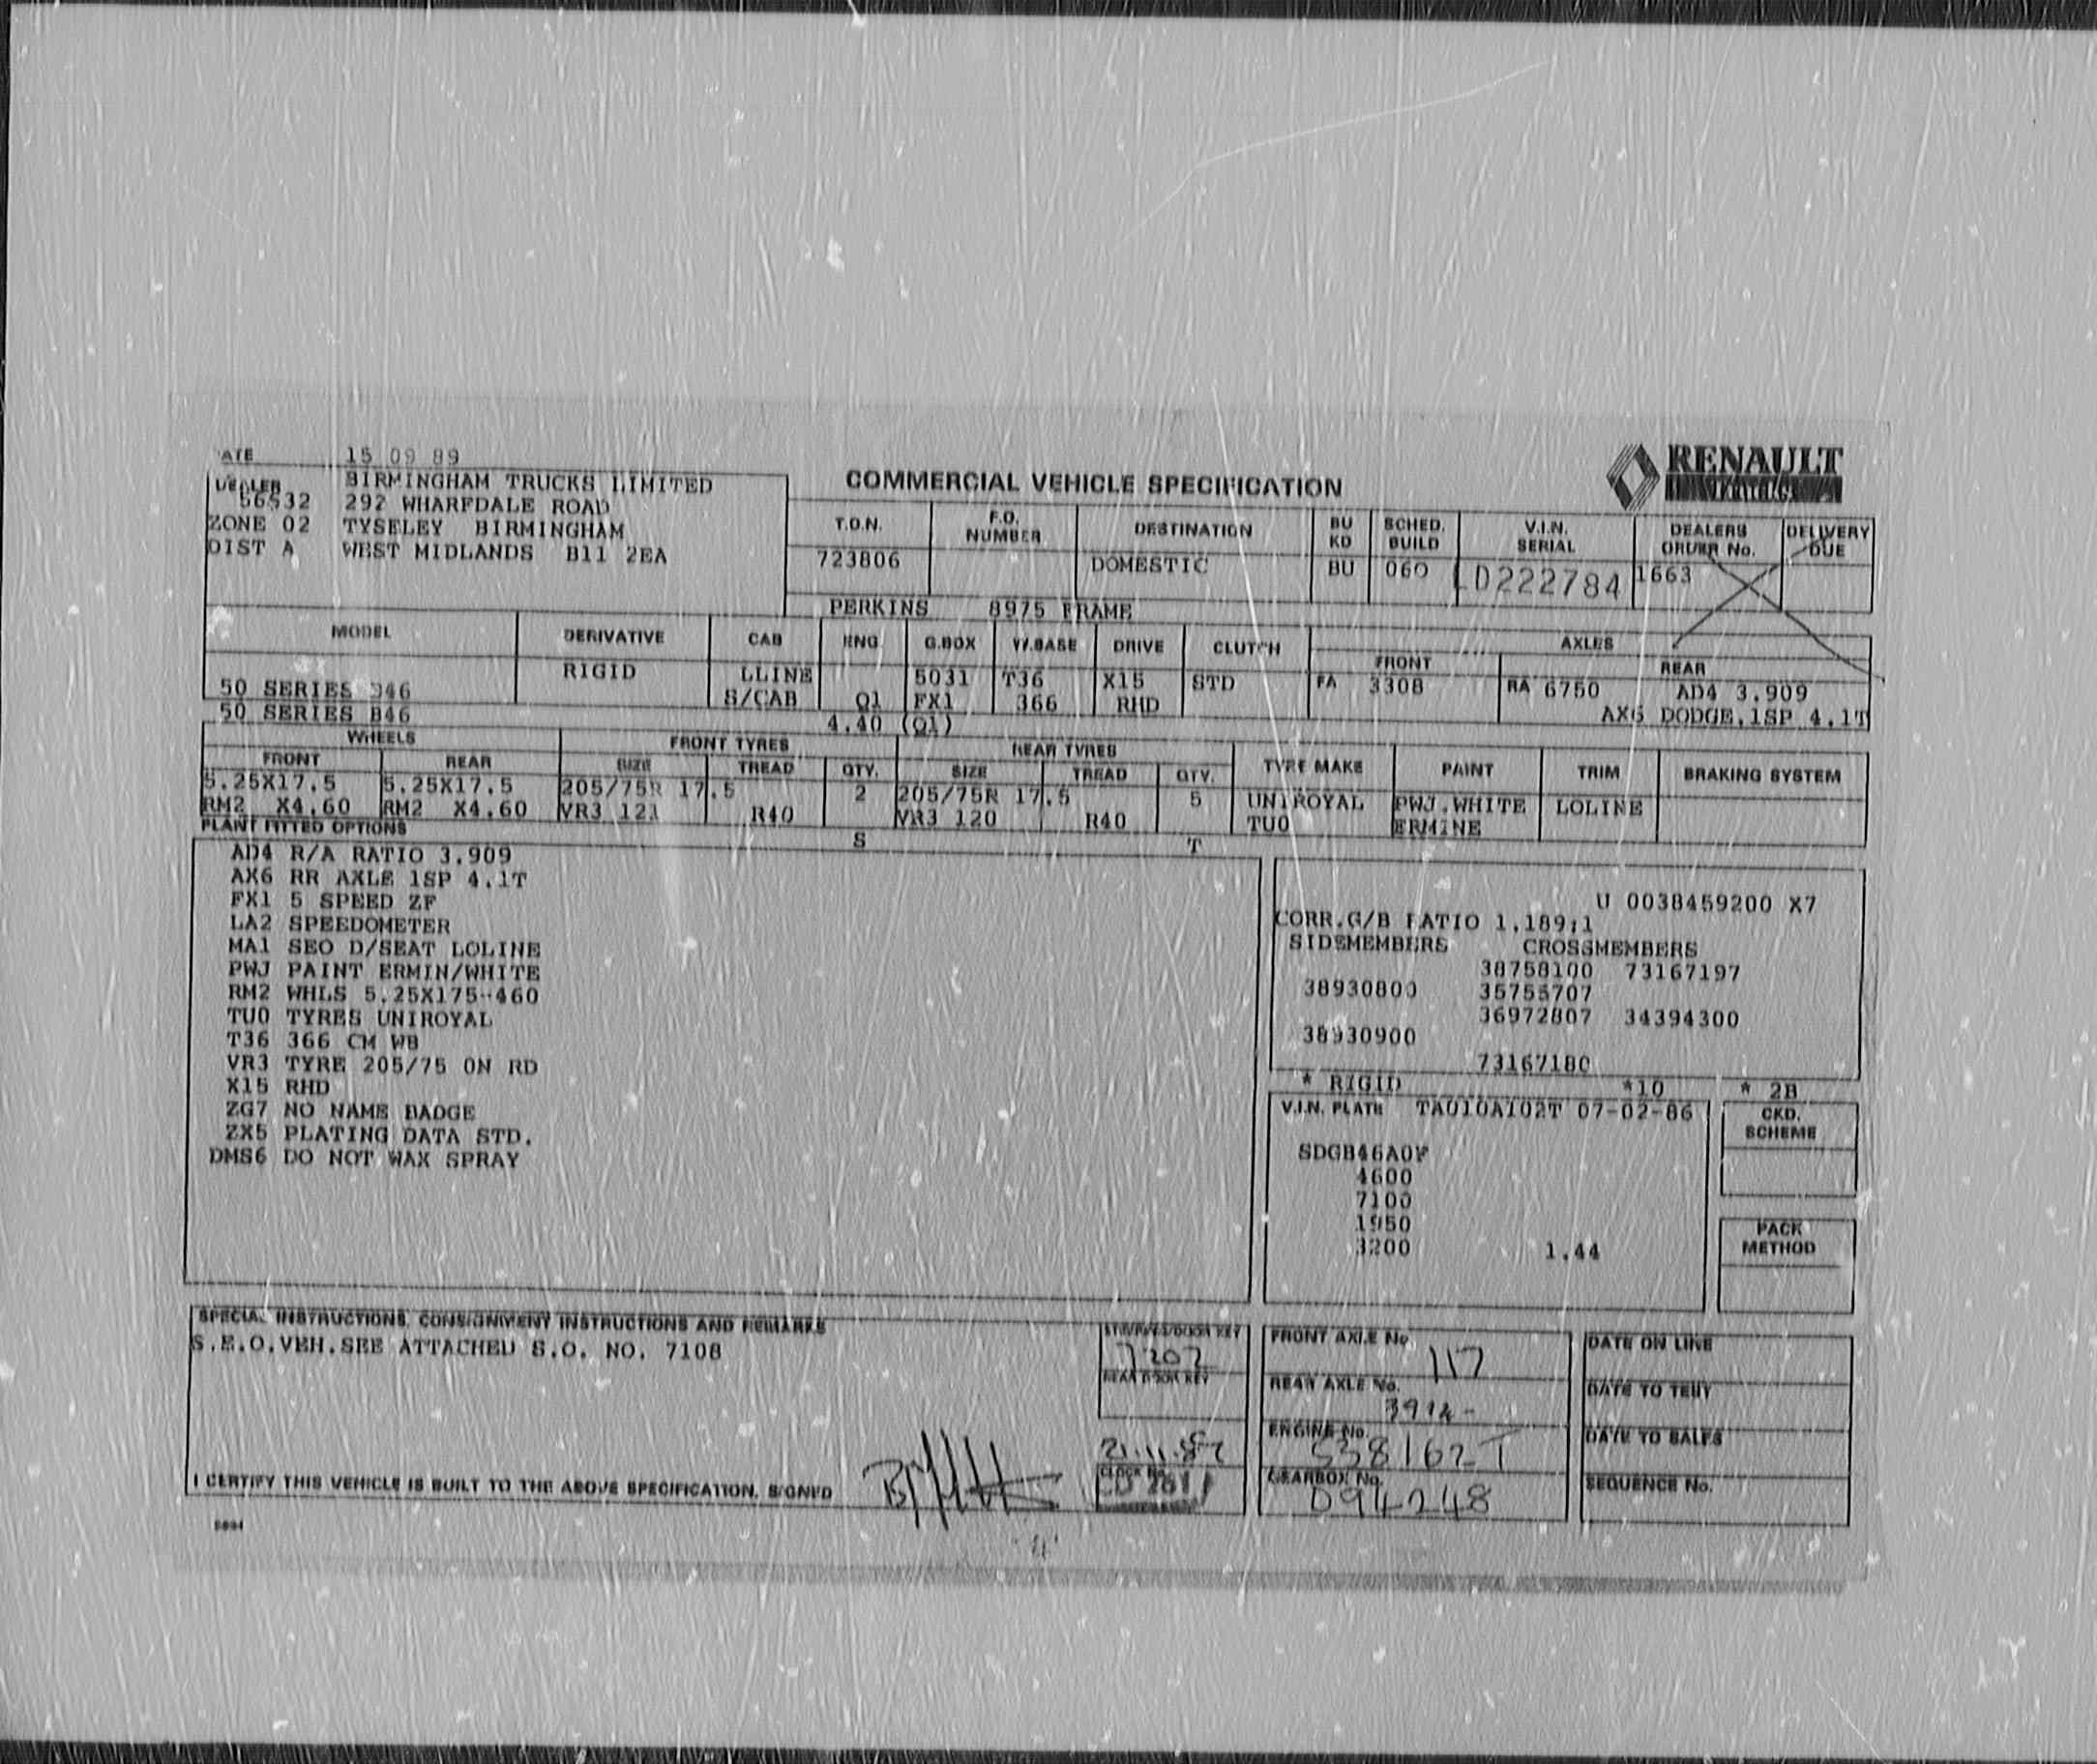 ATE 15 09 89
DEALER BIRMINGHAM TRUCKS LIMITED
56532 292 WHARFDALE ROAD
ZONE 02 TYSELEY BIRMINGHAM
DIST A WEST MIDLANDS B11 2EA
COMMERCIAL VEHICLE SPECIFICATION
RENAULT
T.O.N. F.O. NUMBER DESTINATION BU KD SCHED. BUILD V.I.N. SERIAL DEALERS ORDER No. DELIVERY DUE
723806 DOMESTIC BU 060 LD222784 1663
PERKINS 8975 FRAME
MODEL DERIVATIVE CAB ENG G.BOX W.BASE DRIVE CLUTCH AXLES
FRONT REAR
RIGID LLINE 5031 T36 X15 STD FA 3308 RA 6750 AD4 3.909
50 SERIES B46 S/CAB Q1 FX1 366 RHD AX6 DODGE.1SP 4.1T
50 SERIES B46 4.40 (Q1)
WHEELS FRONT TYRES REAR TYRES
FRONT REAR SIZE TREAD QTY. SIZE TREAD QTY. TYRE MAKE PAINT TRIM BRAKING SYSTEM
5.25X17.5 5.25X17.5 205/75R 17.5 2 205/75R 17.5 5 UNIROYAL PWJ.WHITE LOLINE
RM2 X4.60 RM2 X4.60 VR3 121 R40 VR3 120 R40 TU0 ERMINE
PLANT FITTED OPTIONS S T
AD4 R/A RATIO 3.909
AX6 RR AXLE 1SP 4.1T
FX1 5 SPEED ZF
LA2 SPEEDOMETER
MA1 SEO D/SEAT LOLINE
PWJ PAINT ERMIN/WHITE
RM2 WHLS 5.25X175-460
TU0 TYRES UNIROYAL
T36 366 CM WB
VR3 TYRE 205/75 ON RD
X15 RHD
ZG7 NO NAME BADGE
ZX5 PLATING DATA STD.
DMS6 DO NOT WAX SPRAY
U 0038459200 X7
CORR.G/B RATIO 1.189:1
SIDEMEMBERS CROSSMEMBERS
38758100 73167197
38930800 35755707
36972807 34394300
38930900
73167180
* RIGID *10 * 2B
V.I.N. PLATE TA010A102T 07-02-86
CKD. SCHEME
SDGB46A0
4600
7100
1950
3200 1.44
PACK METHOD
SPECIAL INSTRUCTIONS, CONSIGNMENT INSTRUCTIONS AND REMARKS
S.E.O.VEH.SEE ATTACHED S.O. NO. 7108
DOOR KEY
7207
REAR DOOR KEY
FRONT AXLE No 117
REAR AXLE No.
ENGINE No. S38162T
GEARBOX No. D94248
DATE ON LINE
DATE TO TEUY
DATE TO SALES
SEQUENCE No.
CLOCK No.
I CERTIFY THIS VEHICLE IS BUILT TO THE ABOVE SPECIFICATION. SIGNED